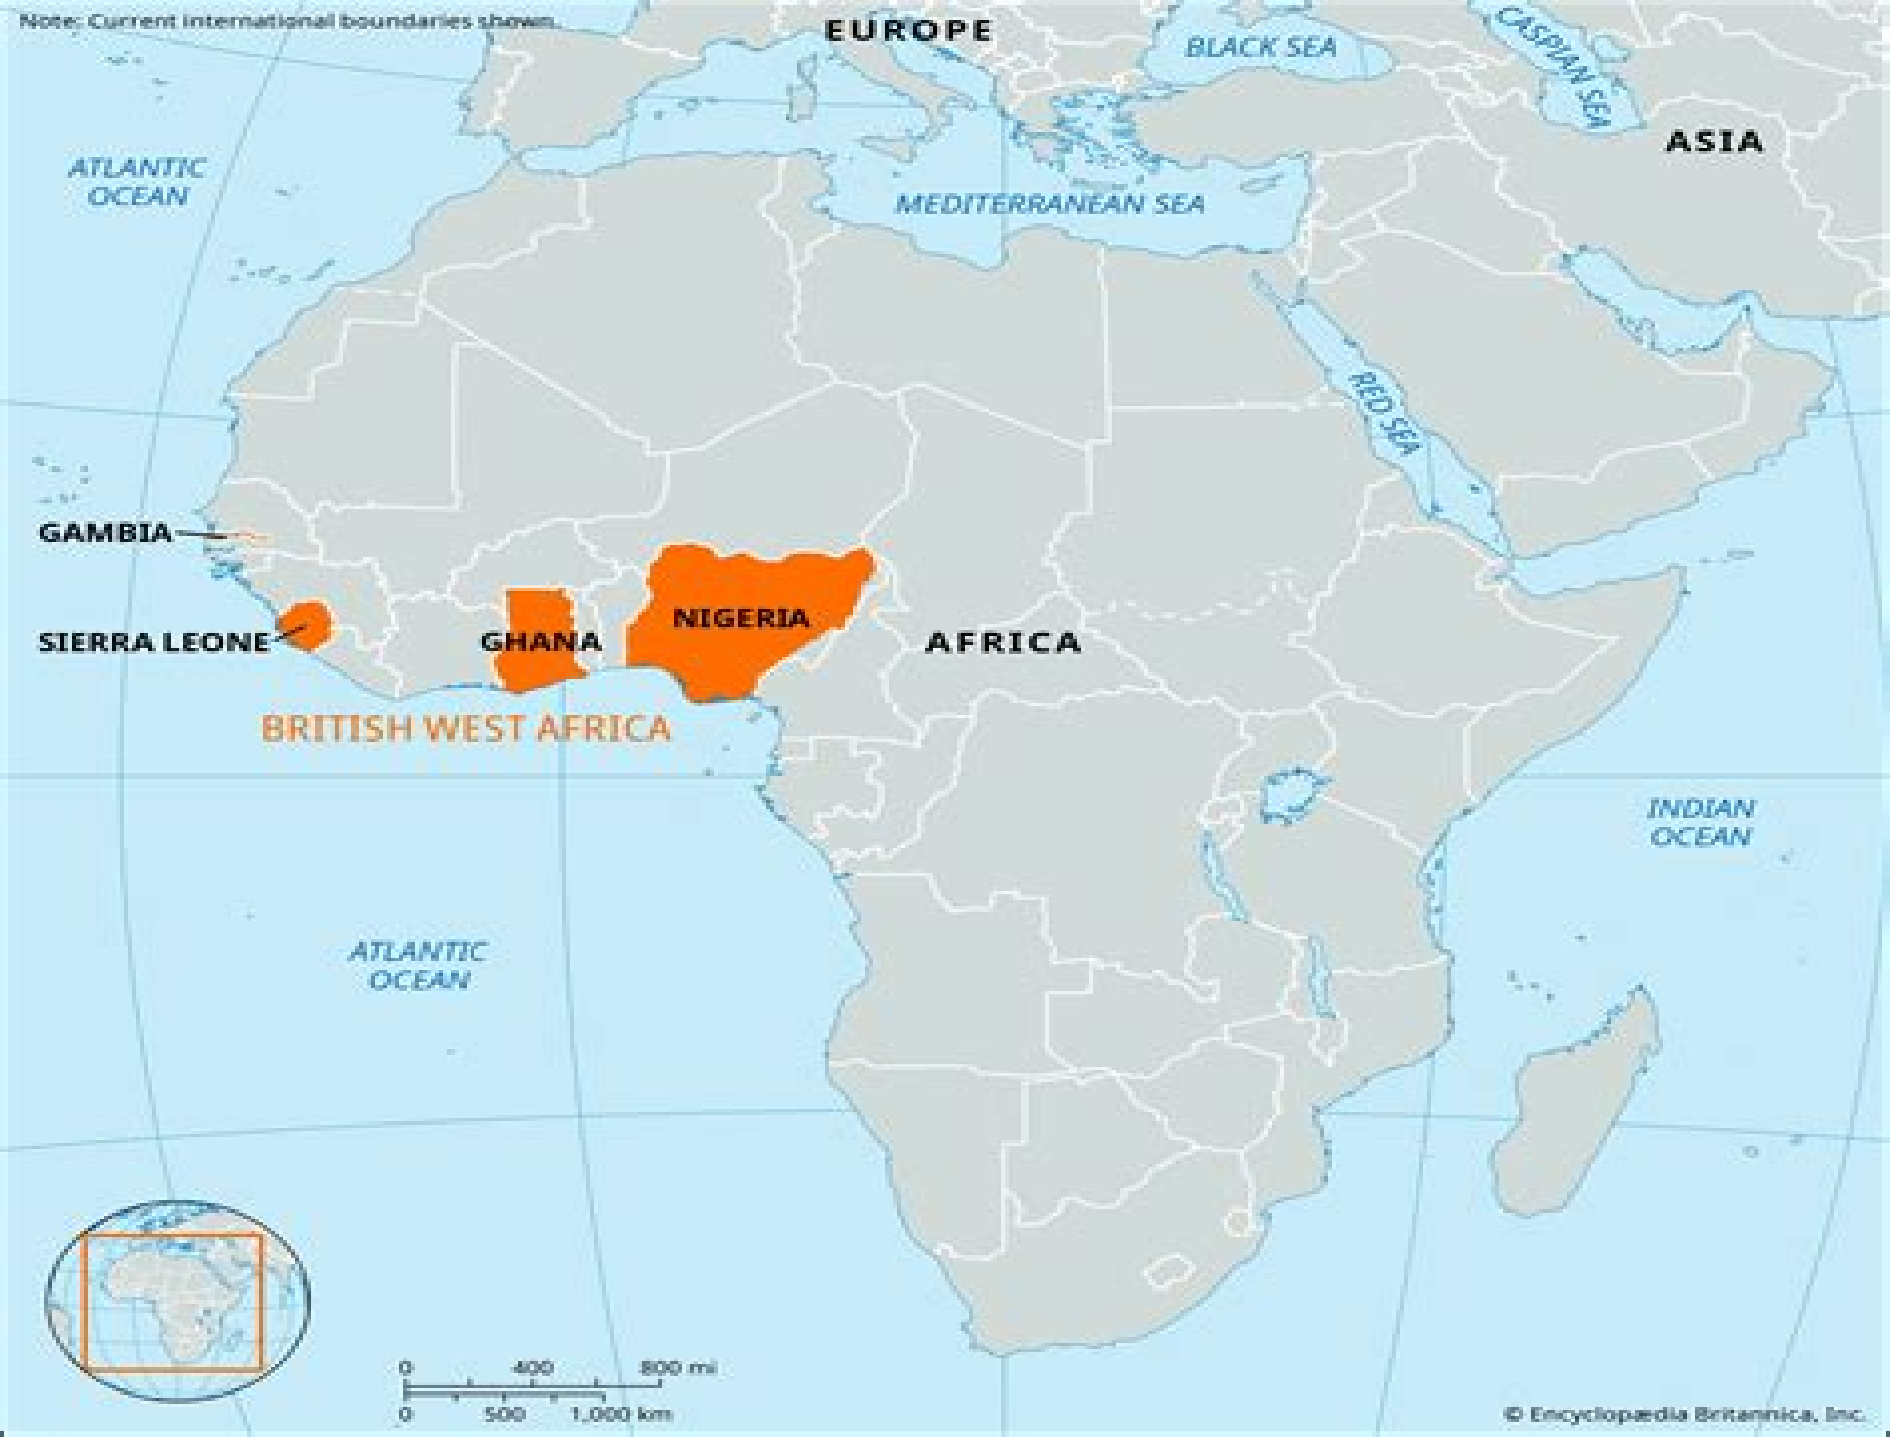 Note: Current international boundaries shown.
EUROPE
BLACK SEA
CASPIAN SEA
ASIA
ATLANTIC
OCEAN
MEDITERRANEAN SEA
RED SEA
GAMBIA
SIERRA LEONE
GHANA
NIGERIA
AFRICA
BRITISH WEST AFRICA
INDIAN
OCEAN
ATLANTIC
OCEAN
0 400 800 mi
0 500 1,000 km
© Encyclopædia Britannica, Inc.